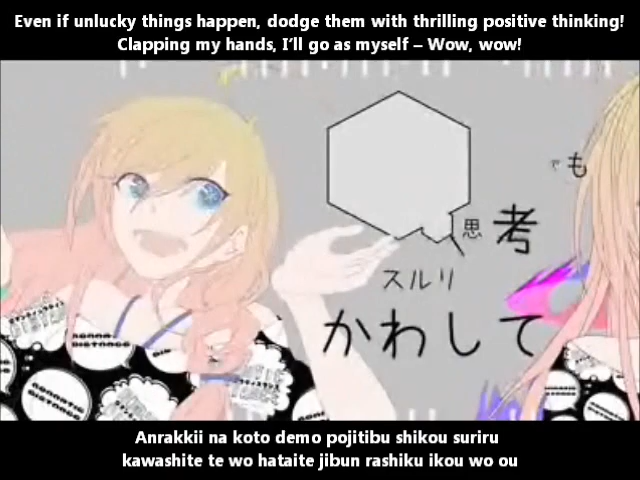 Even if unlucky things happen, dodge them with thrilling positive thinking!
Clapping my hands, I'll go as myself – Wow, wow!
も
思考
スルリ
かわして
AGORAPHOBIC
Anrakkii na koto demo pojitibu shikou suriru
kawashite te wo hataite jibun rashiku ikou wo ou